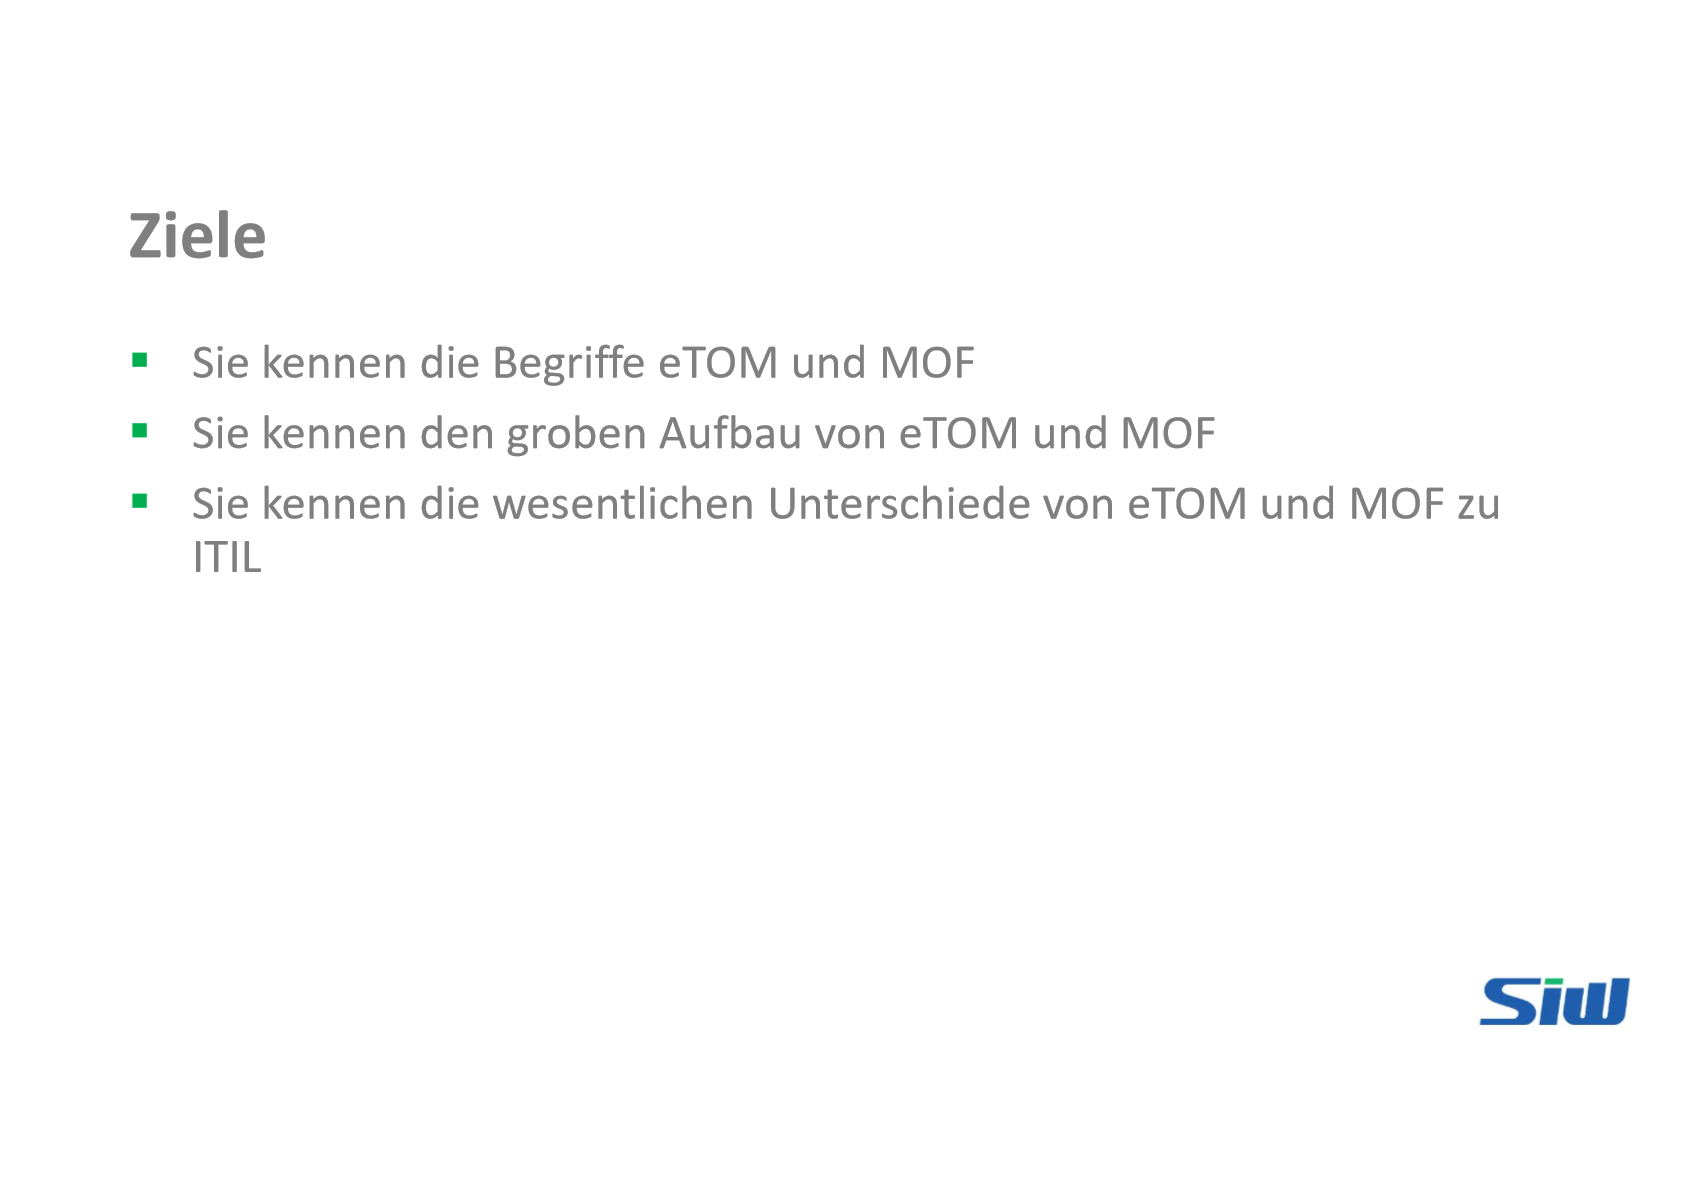 Ziele
▪ Sie kennen die Begriffe eTOM und MOF
▪ Sie kennen den groben Aufbau von eTOM und MOF
▪ Sie kennen die wesentlichen Unterschiede von eTOM und MOF zu
ITIL
Siw